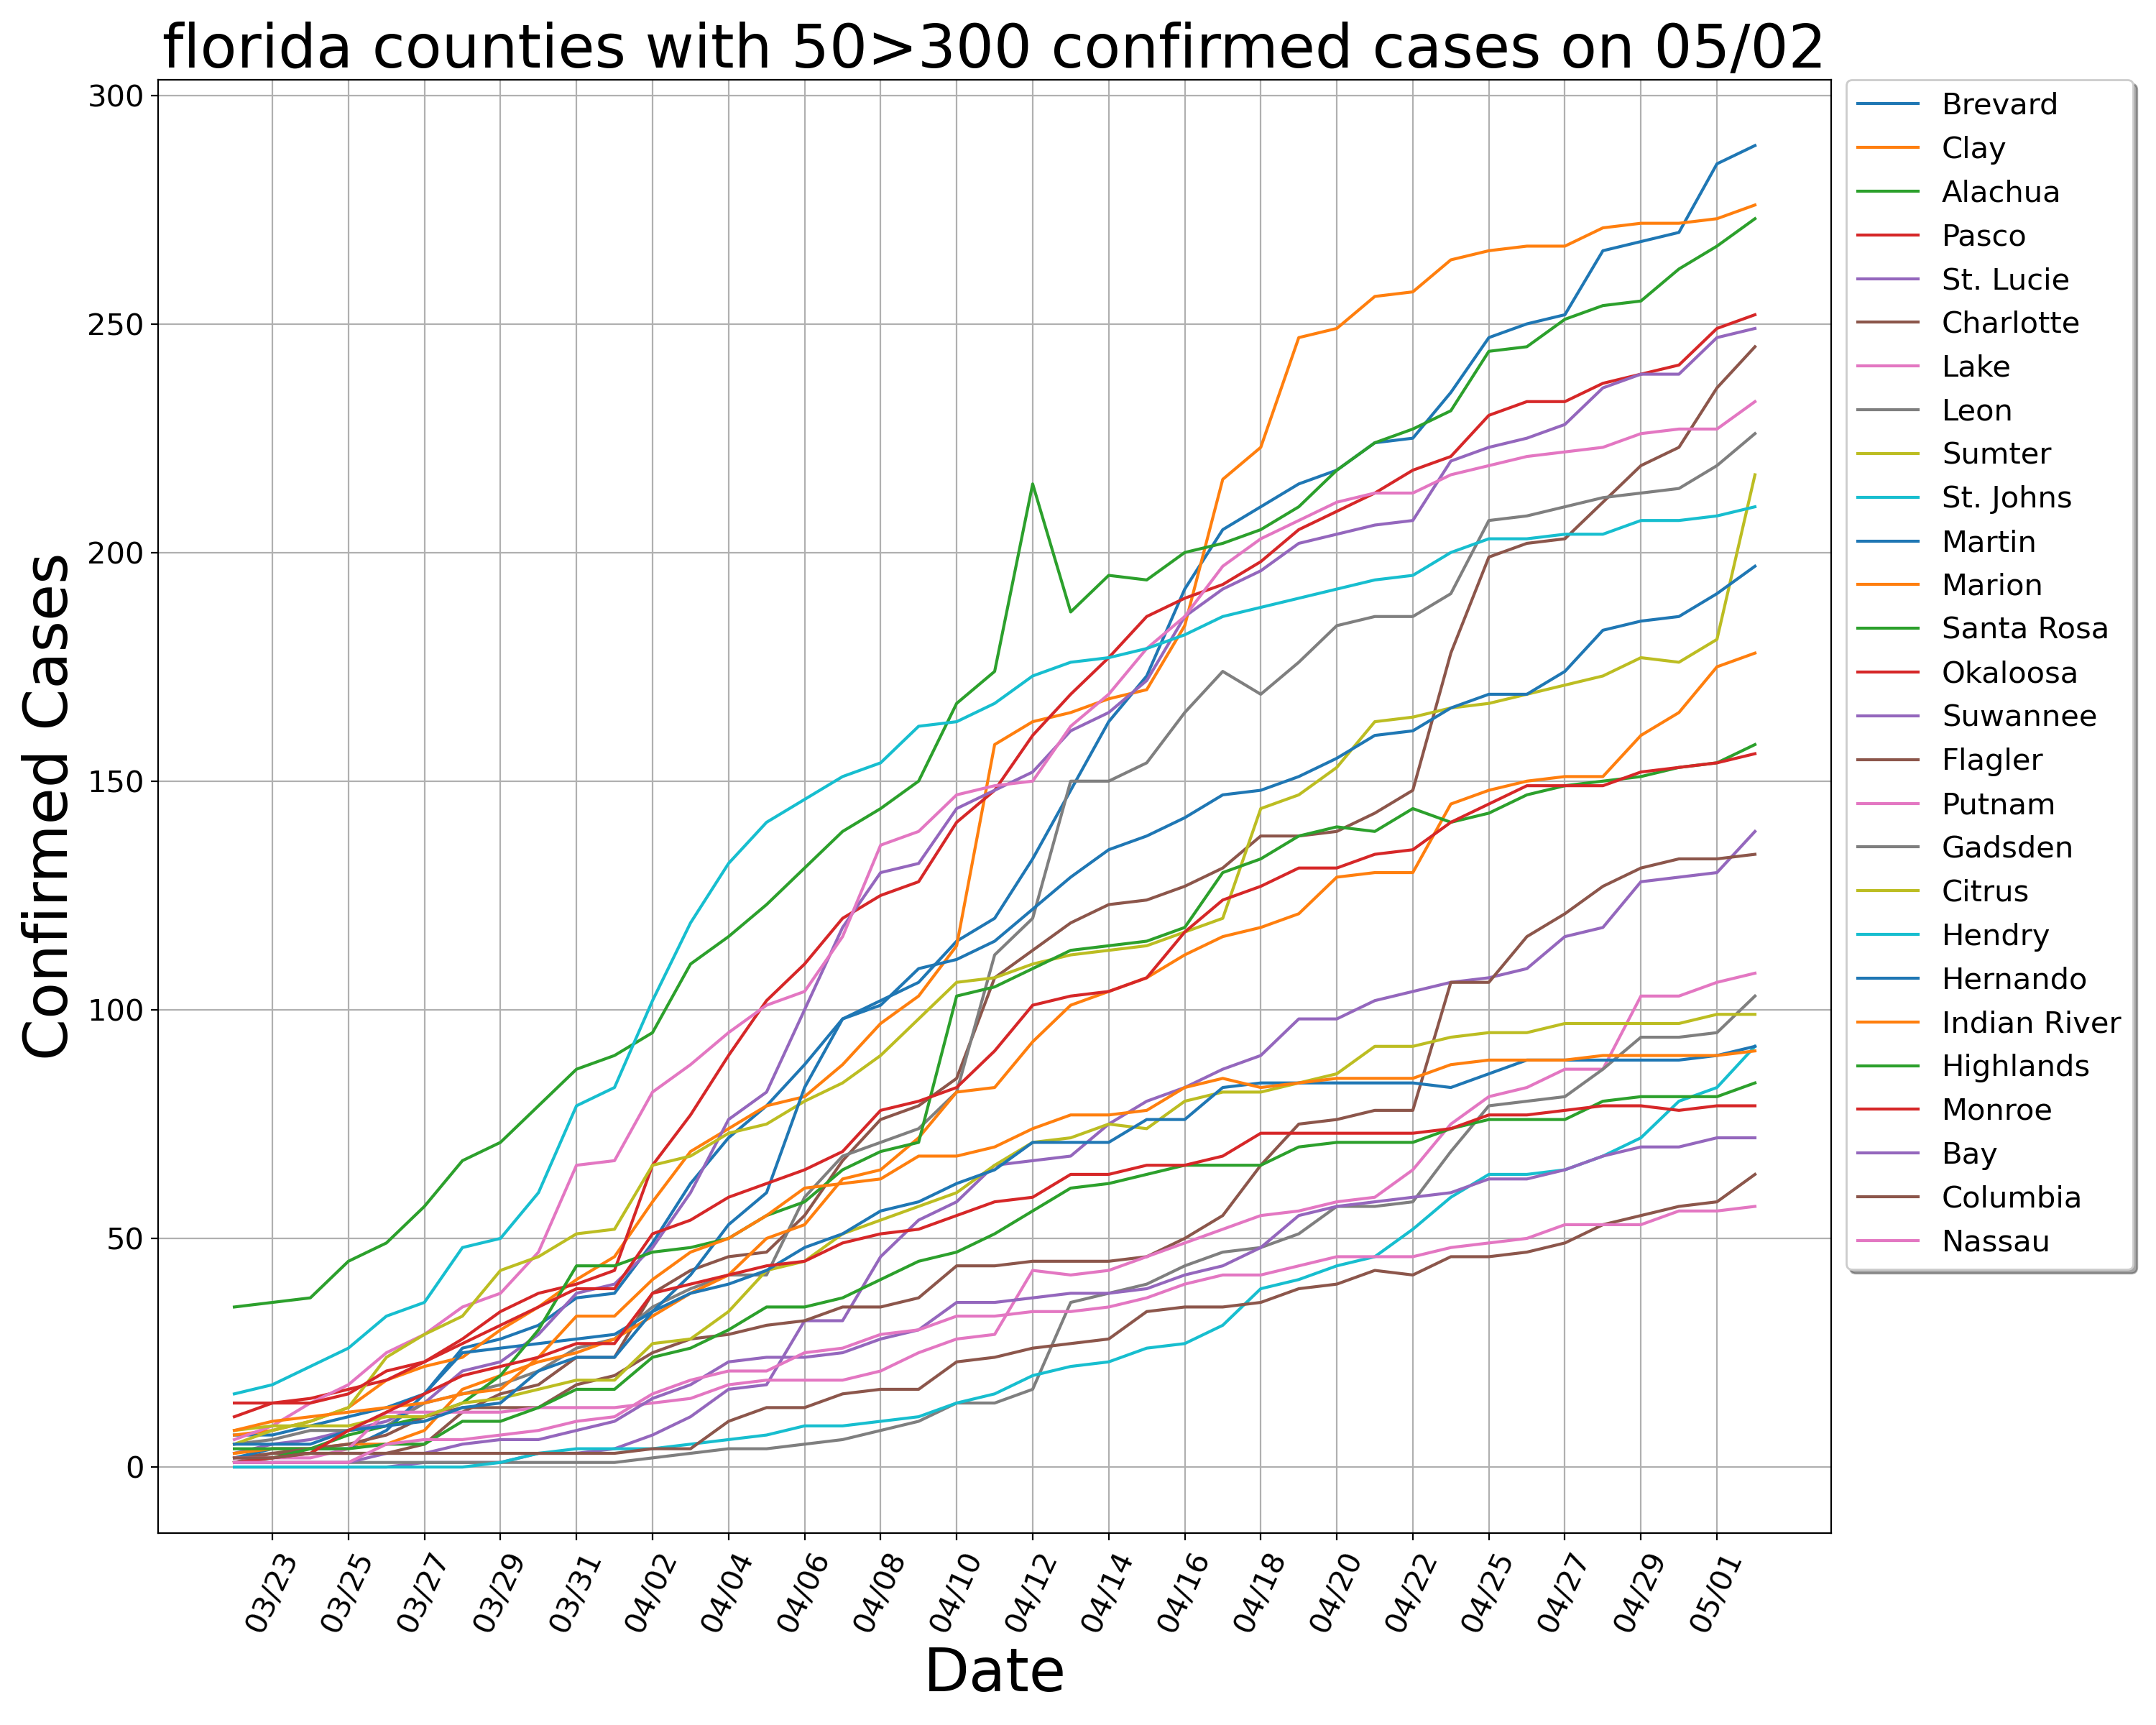 florida counties with 50>300 confirmed cases on 05/02
Confirmed Cases
300
250
200
150
100
50
0
03/23
03/25
03/27
03/29
03/31
04/02
04/04
04/06
04/08
04/10
04/12
04/14
04/16
04/18
04/20
04/22
04/25
04/27
04/29
05/01
Date
Brevard
Clay
Alachua
Pasco
St. Lucie
Charlotte
Lake
Leon
Sumter
St. Johns
Martin
Marion
Santa Rosa
Okaloosa
Suwannee
Flagler
Putnam
Gadsden
Citrus
Hendry
Hernando
Indian River
Highlands
Monroe
Bay
Columbia
Nassau